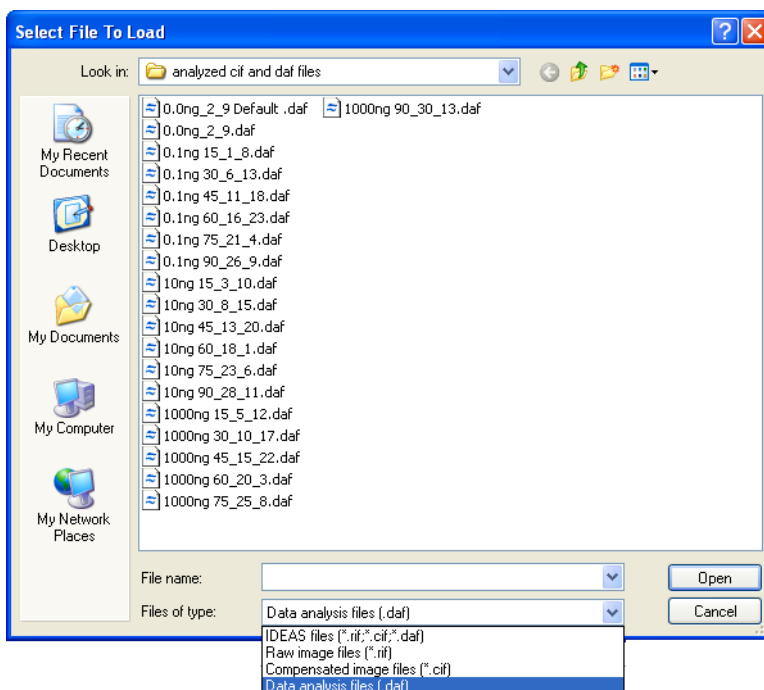 Select File To Load
Look in: analyzed cif and daf files
My Recent
Documents
Desktop
My Documents
My Computer
My Network
Places
0.0ng_2_9 Default .daf
0.0ng_2_9.daf
0.1ng 15_1_8.daf
0.1ng 30_6_13.daf
0.1ng 45_11_18.daf
0.1ng 60_16_23.daf
0.1ng 75_21_4.daf
0.1ng 90_26_9.daf
10ng 15_3_10.daf
10ng 30_8_15.daf
10ng 45_13_20.daf
10ng 60_18_1.daf
10ng 75_23_6.daf
10ng 90_28_11.daf
1000ng 15_5_12.daf
1000ng 30_10_17.daf
1000ng 45_15_22.daf
1000ng 60_20_3.daf
1000ng 75_25_8.daf
1000ng 90_30_13.daf
File name:
Open
Files of type: Data analysis files (.daf)
Cancel
IDEAS files (*.rif;*.cif;*.daf)
Raw image files (*.rif)
Compensated image files (*.cif)
Data analysis files (.daf)